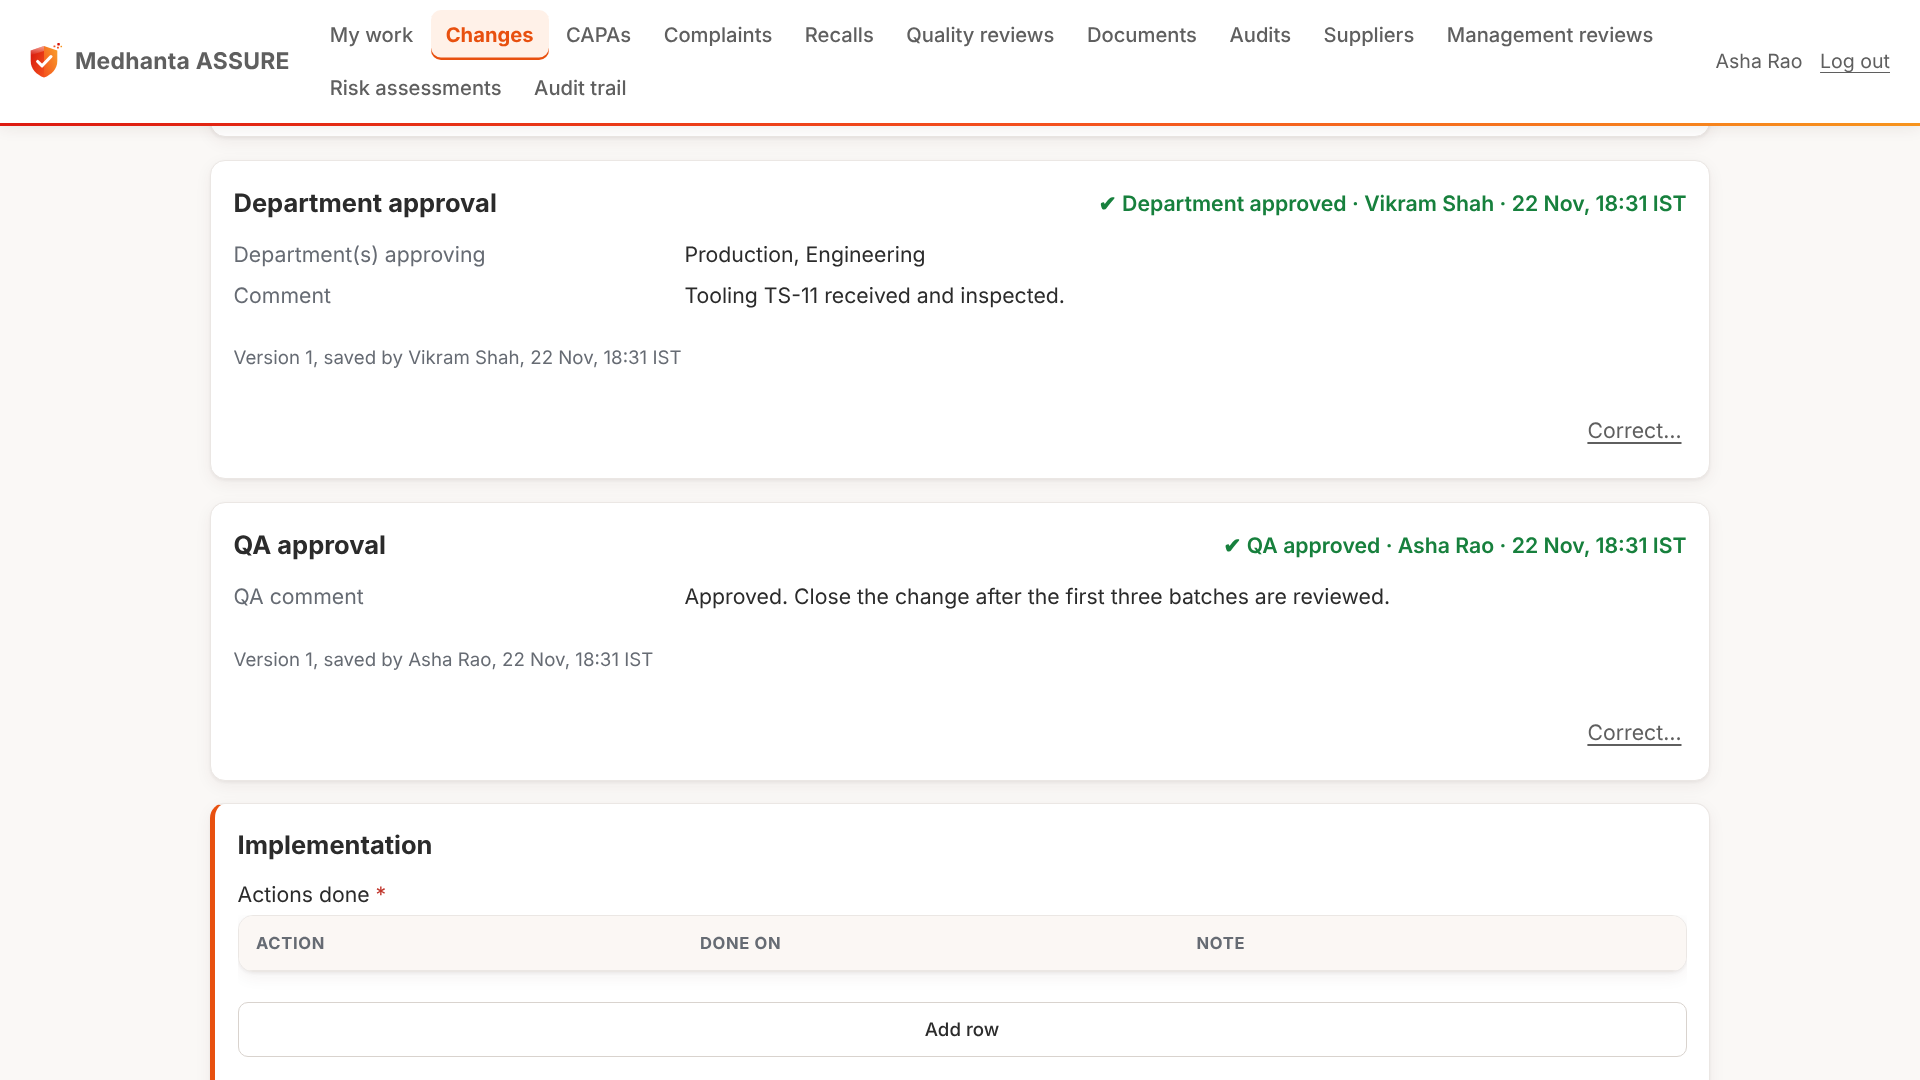 Medhanta ASSURE
My work
Changes
CAPAs
Complaints
Recalls
Quality reviews
Documents
Audits
Suppliers
Management reviews
Risk assessments
Audit trail
Asha Rao
Log out
Department approval
✔ Department approved · Vikram Shah · 22 Nov, 18:31 IST
Department(s) approving
Production, Engineering
Comment
Tooling TS-11 received and inspected.
Version 1, saved by Vikram Shah, 22 Nov, 18:31 IST
Correct...
QA approval
✔ QA approved · Asha Rao · 22 Nov, 18:31 IST
QA comment
Approved. Close the change after the first three batches are reviewed.
Version 1, saved by Asha Rao, 22 Nov, 18:31 IST
Correct...
Implementation
Actions done *
ACTION
DONE ON
NOTE
Add row